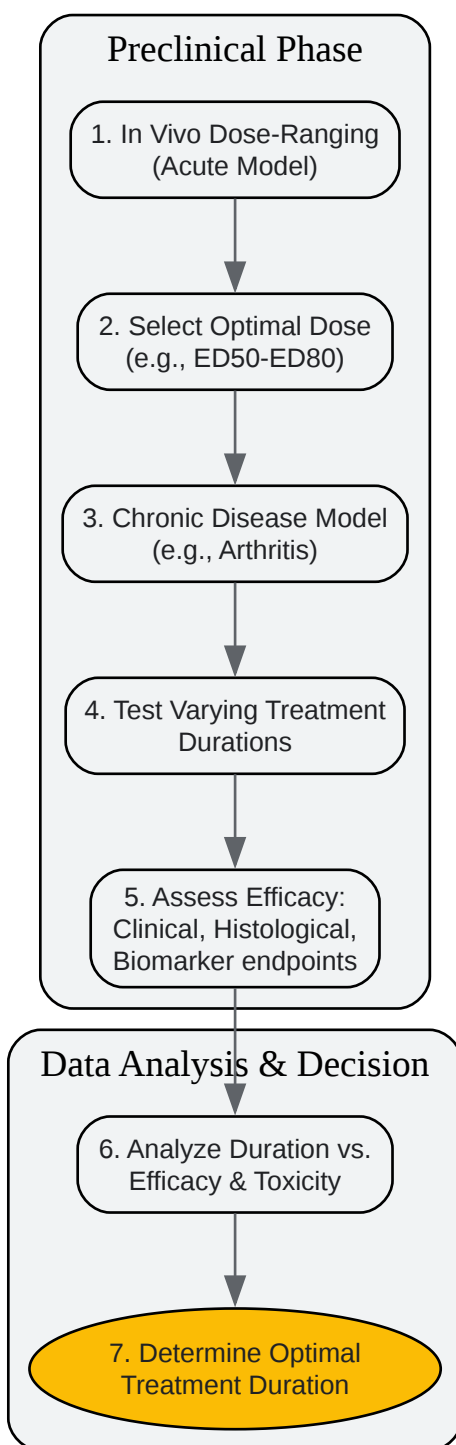 Preclinical Phase
1. In Vivo Dose-Ranging
(Acute Model)
2. Select Optimal Dose
(e.g., ED50-ED80)
3. Chronic Disease Model
(e.g., Arthritis)
4. Test Varying Treatment
Durations
5. Assess Efficacy:
Clinical, Histological,
Biomarker endpoints
Data Analysis & Decision
6. Analyze Duration vs.
Efficacy & Toxicity
7. Determine Optimal
Treatment Duration